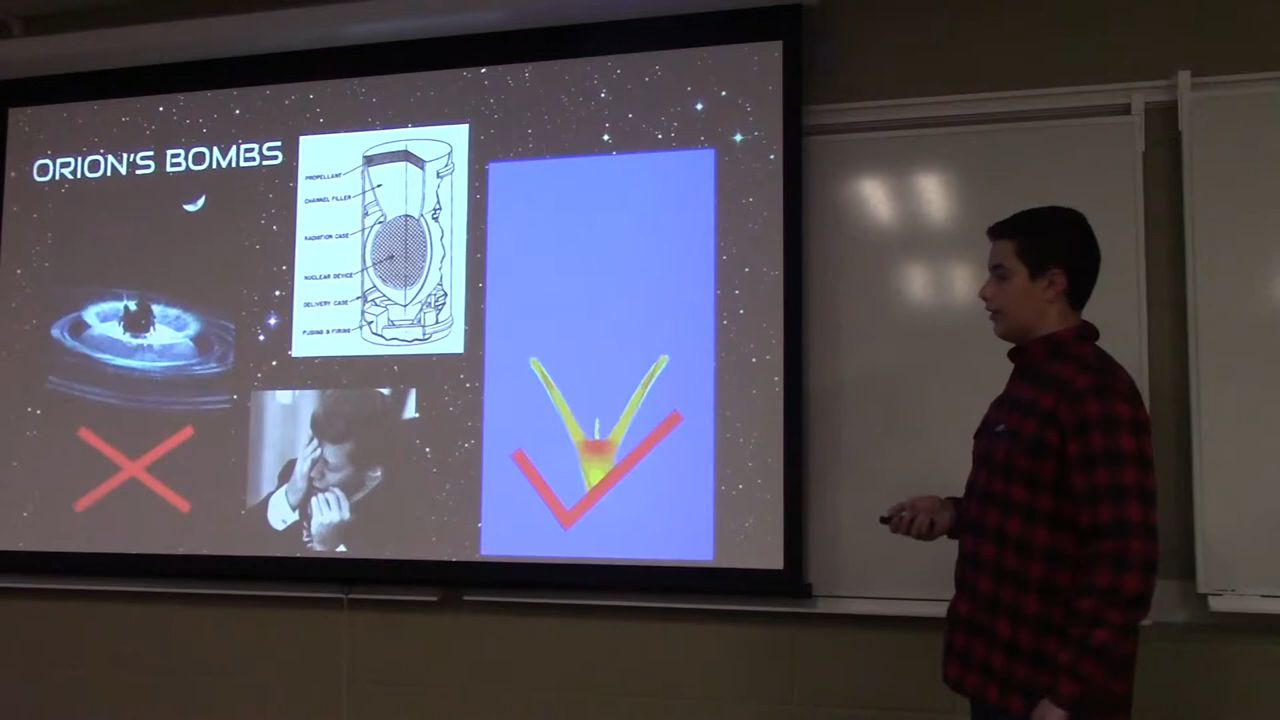 ORION'S BOMBS
PROPELLANT
CHANNEL FILLER
RADIATION CASE
NUCLEAR DEVICE
DELIVERY CASE
FUSING & FIRING